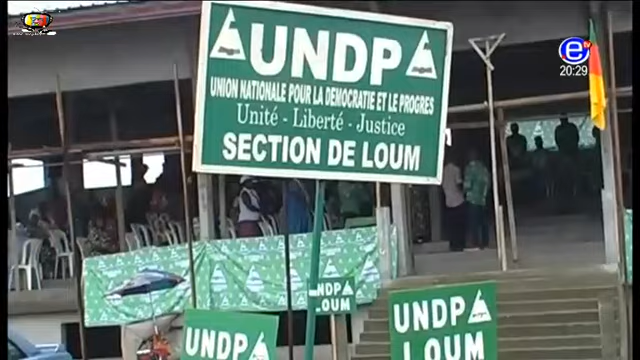 UNDP
UNION NATIONALE POUR LA DEMOCRATIE ET LE PROGRES
Unité - Liberté - Justice
SECTION DE LOUM
20:29
UNDP
LOUM
UNDP
UNDP
LOUM